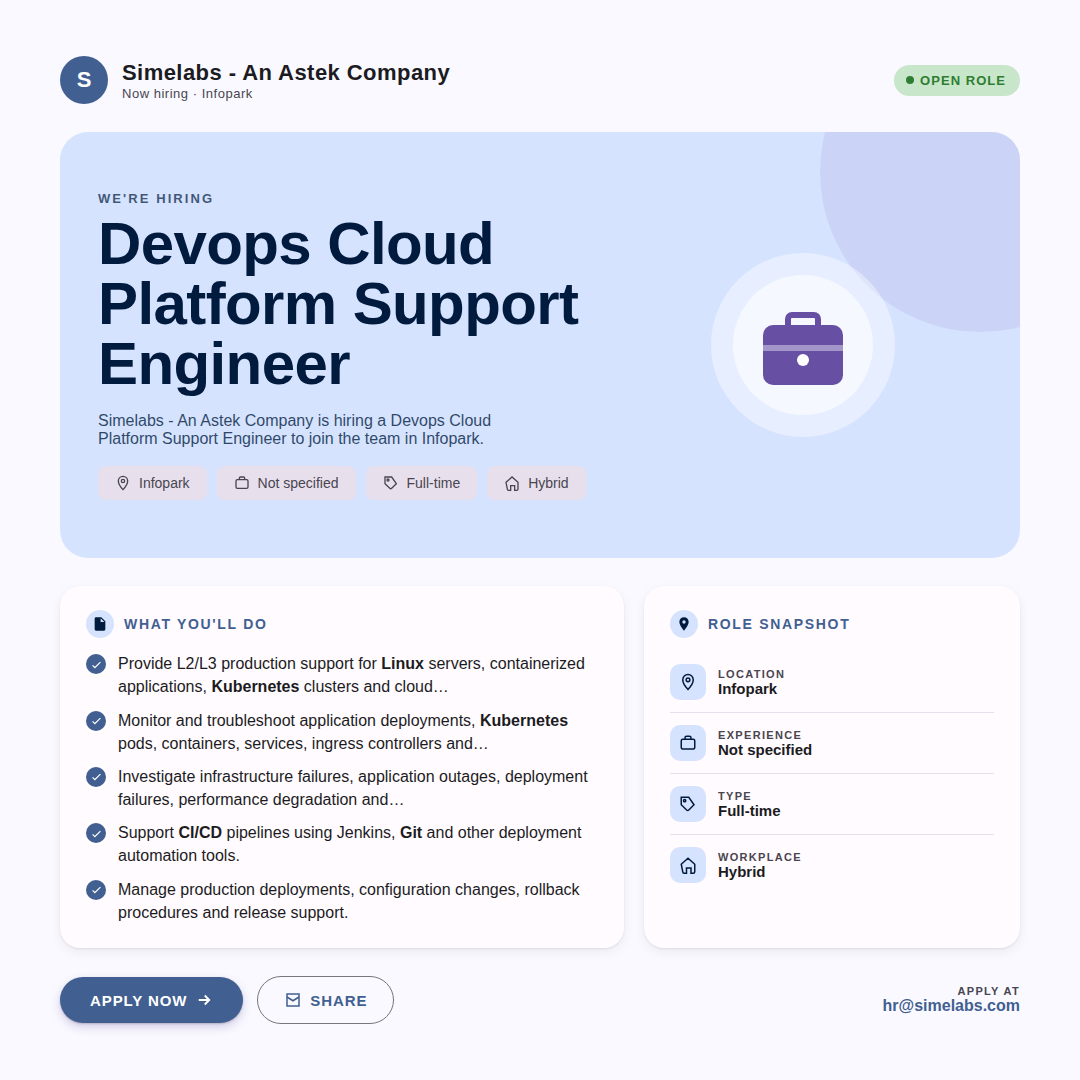 S
Simelabs - An Astek Company
Now hiring · Infopark
OPEN ROLE
WE'RE HIRING
Devops Cloud
Platform Support
Engineer
Simelabs - An Astek Company is hiring a Devops Cloud
Platform Support Engineer to join the team in Infopark.
Infopark
Not specified
Full-time
Hybrid
WHAT YOU'LL DO
Provide L2/L3 production support for Linux servers, containerized
applications, Kubernetes clusters and cloud…
Monitor and troubleshoot application deployments, Kubernetes
pods, containers, services, ingress controllers and…
Investigate infrastructure failures, application outages, deployment
failures, performance degradation and…
Support CI/CD pipelines using Jenkins, Git and other deployment
automation tools.
Manage production deployments, configuration changes, rollback
procedures and release support.
ROLE SNAPSHOT
LOCATION
Infopark
EXPERIENCE
Not specified
TYPE
Full-time
WORKPLACE
Hybrid
APPLY NOW
SHARE
APPLY AT
hr@simelabs.com